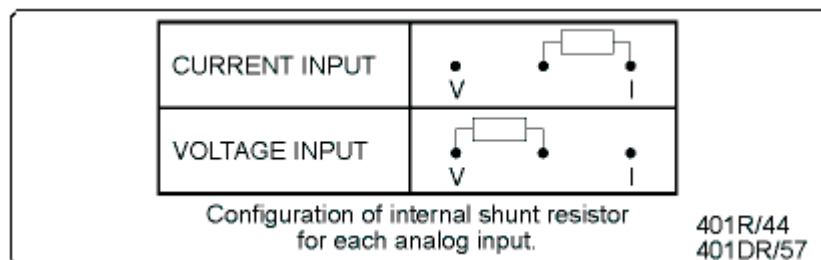 CURRENT INPUT
V I
VOLTAGE INPUT
V I
Configuration of internal shunt resistor
for each analog input.
401R/44
401DR/57